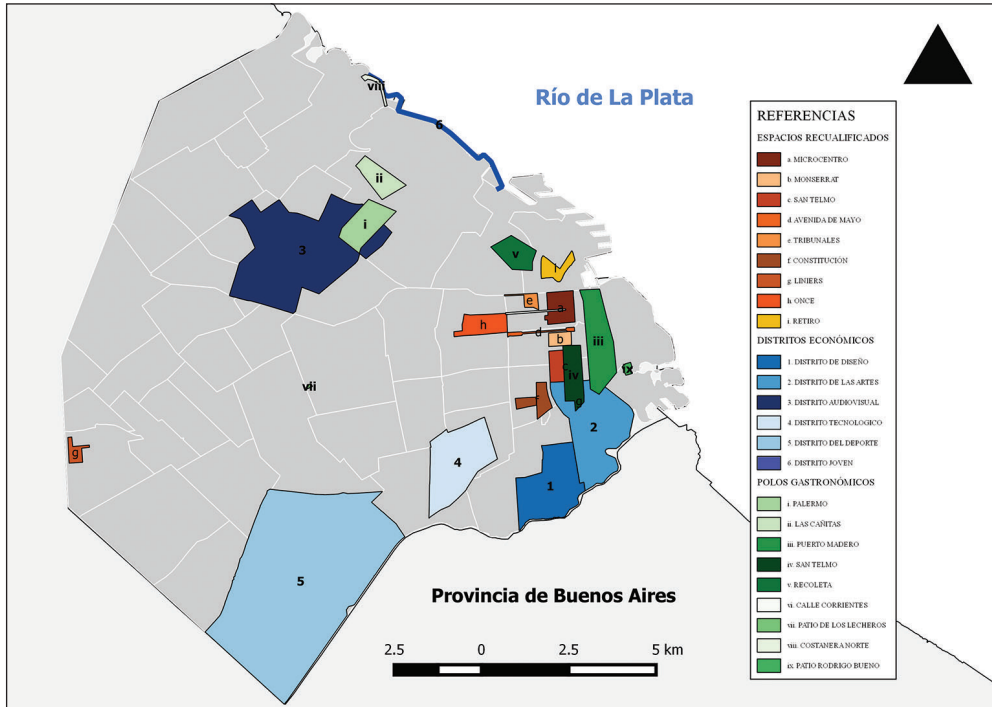 viii
Río de La Plata
6
ii
i
3
v
I
e
a.
h
d
b
iii
ix
c
iv
vii
g
4
2
1
5
Provincia de Buenos Aires
2.5 0 2.5 5 km
REFERENCIAS
ESPACIOS RECUALIFICADOS
a. MICROCENTRO
b. MONSERRAT
c. SAN TELMO
d. AVENIDA DE MAYO
e. TRIBUNALES
f. CONSTITUCIÓN
g. LINIERS
h. ONCE
i. RETIRO
DISTRITOS ECONÓMICOS
1. DISTRITO DE DISEÑO
2. DISTRITO DE LAS ARTES
3. DISTRITO AUDIOVISUAL
4. DISTRITO TECNOLOGICO
5. DISTRITO DEL DEPORTE
6. DISTRITO JOVEN
POLOS GASTRONÓMICOS
i. PALERMO
ii. LAS CAÑITAS
iii. PUERTO MADERO
iv. SAN TELMO
v. RECOLETA
vi. CALLE CORRIENTES
vii. PATIO DE LOS LECHEROS
viii. COSTANERA NORTE
ix. PATIO RODRIGO BUENO